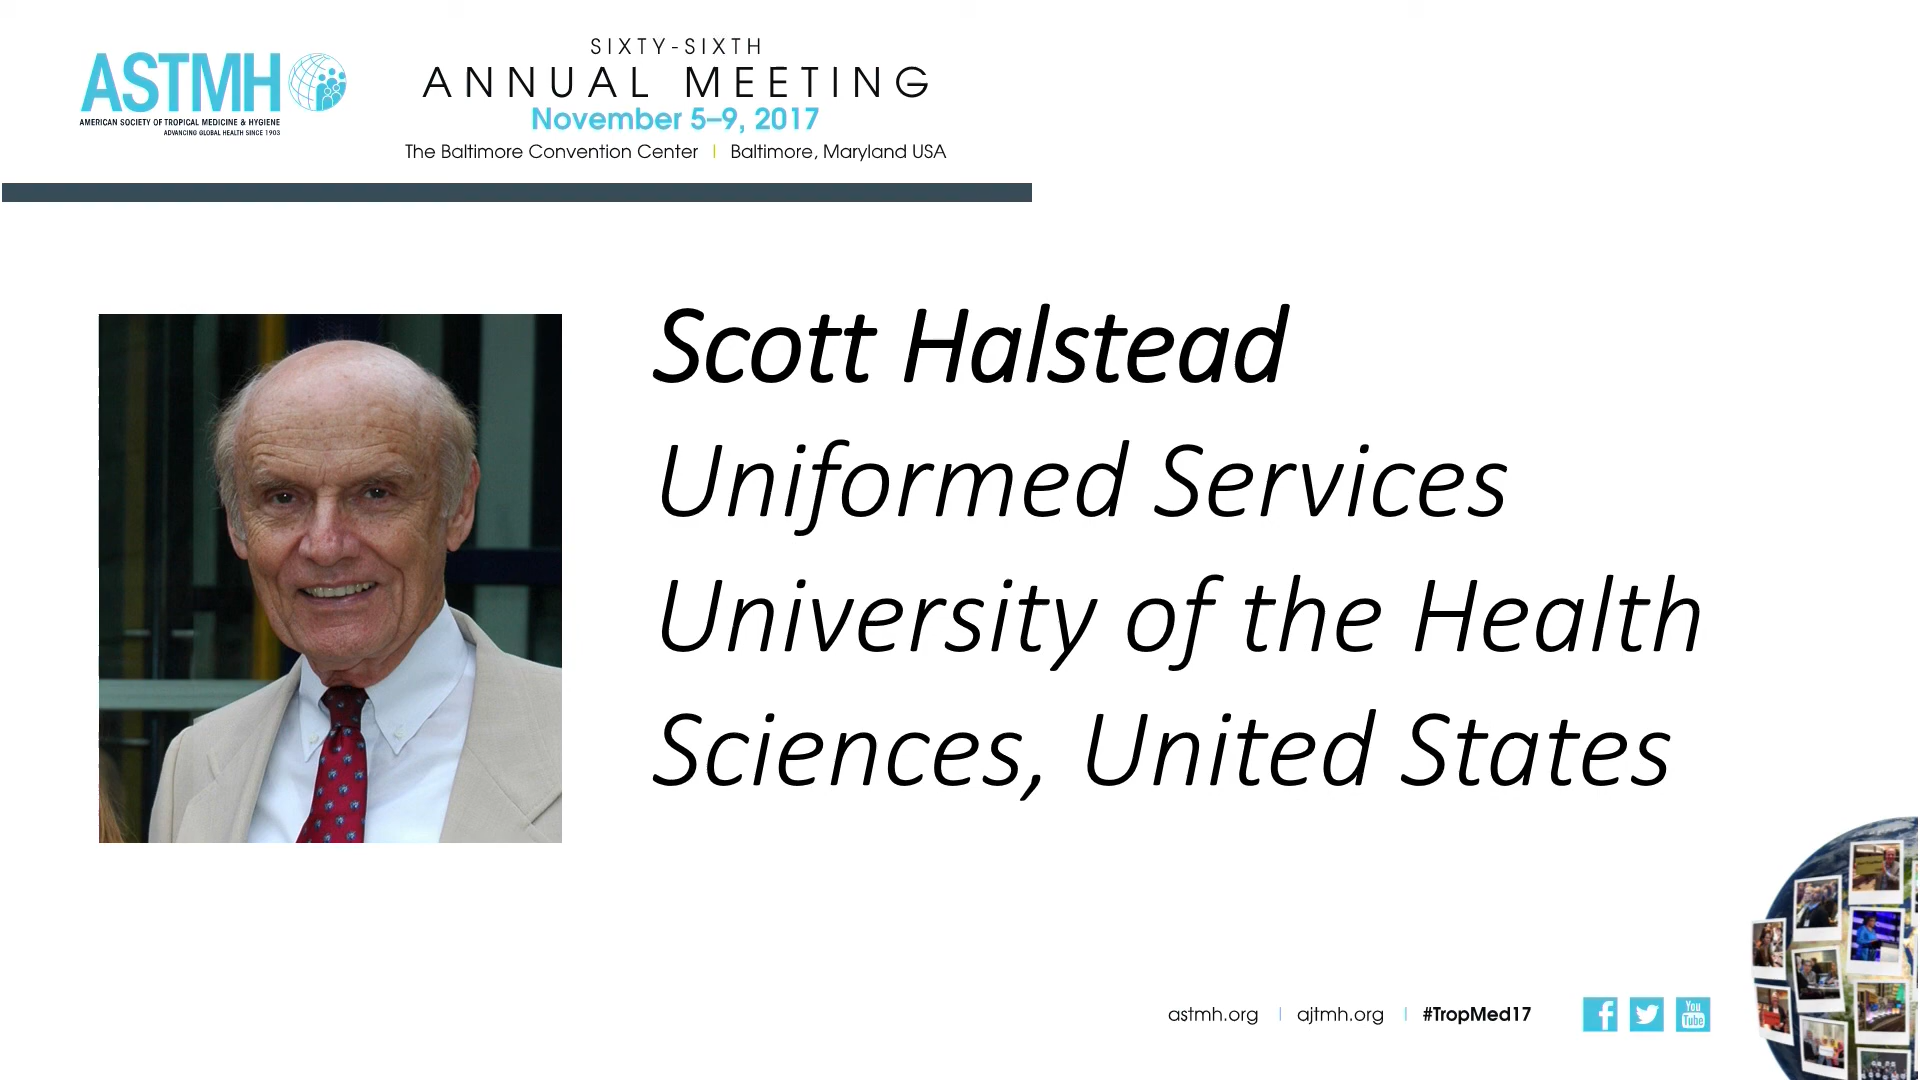 ASTMH
AMERICAN SOCIETY OF TROPICAL MEDICINE & HYGIENE
ADVANCING GLOBAL HEALTH SINCE 1903
SIXTY-SIXTH
ANNUAL MEETING
November 5–9, 2017
The Baltimore Convention Center | Baltimore, Maryland USA
Scott Halstead
Uniformed Services
University of the Health
Sciences, United States
astmh.org | ajtmh.org | #TropMed17
You
Tube